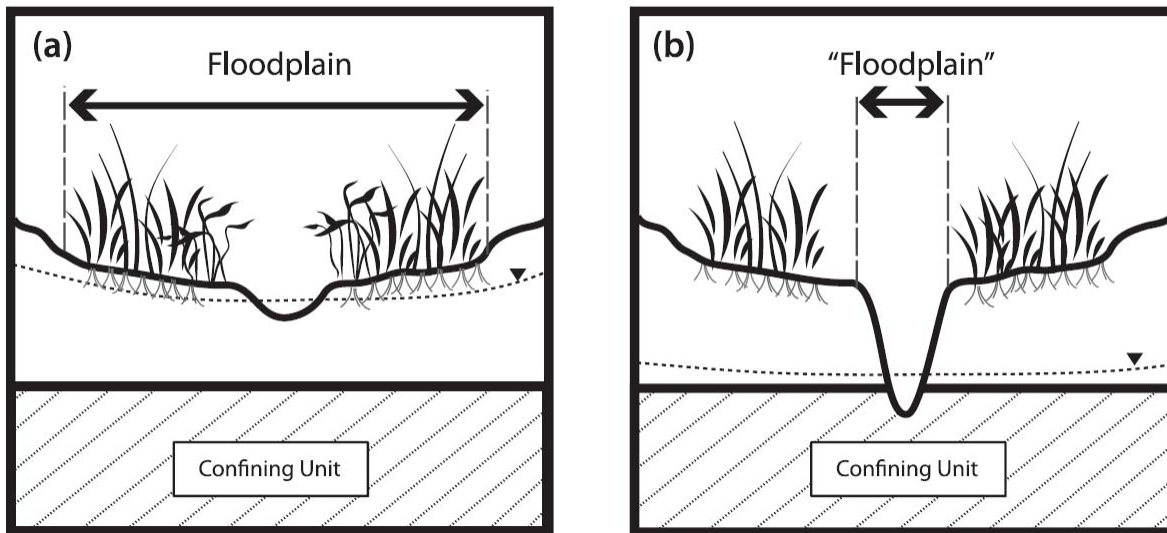 (a)
Floodplain
Confining Unit
(b)
“Floodplain”
Confining Unit